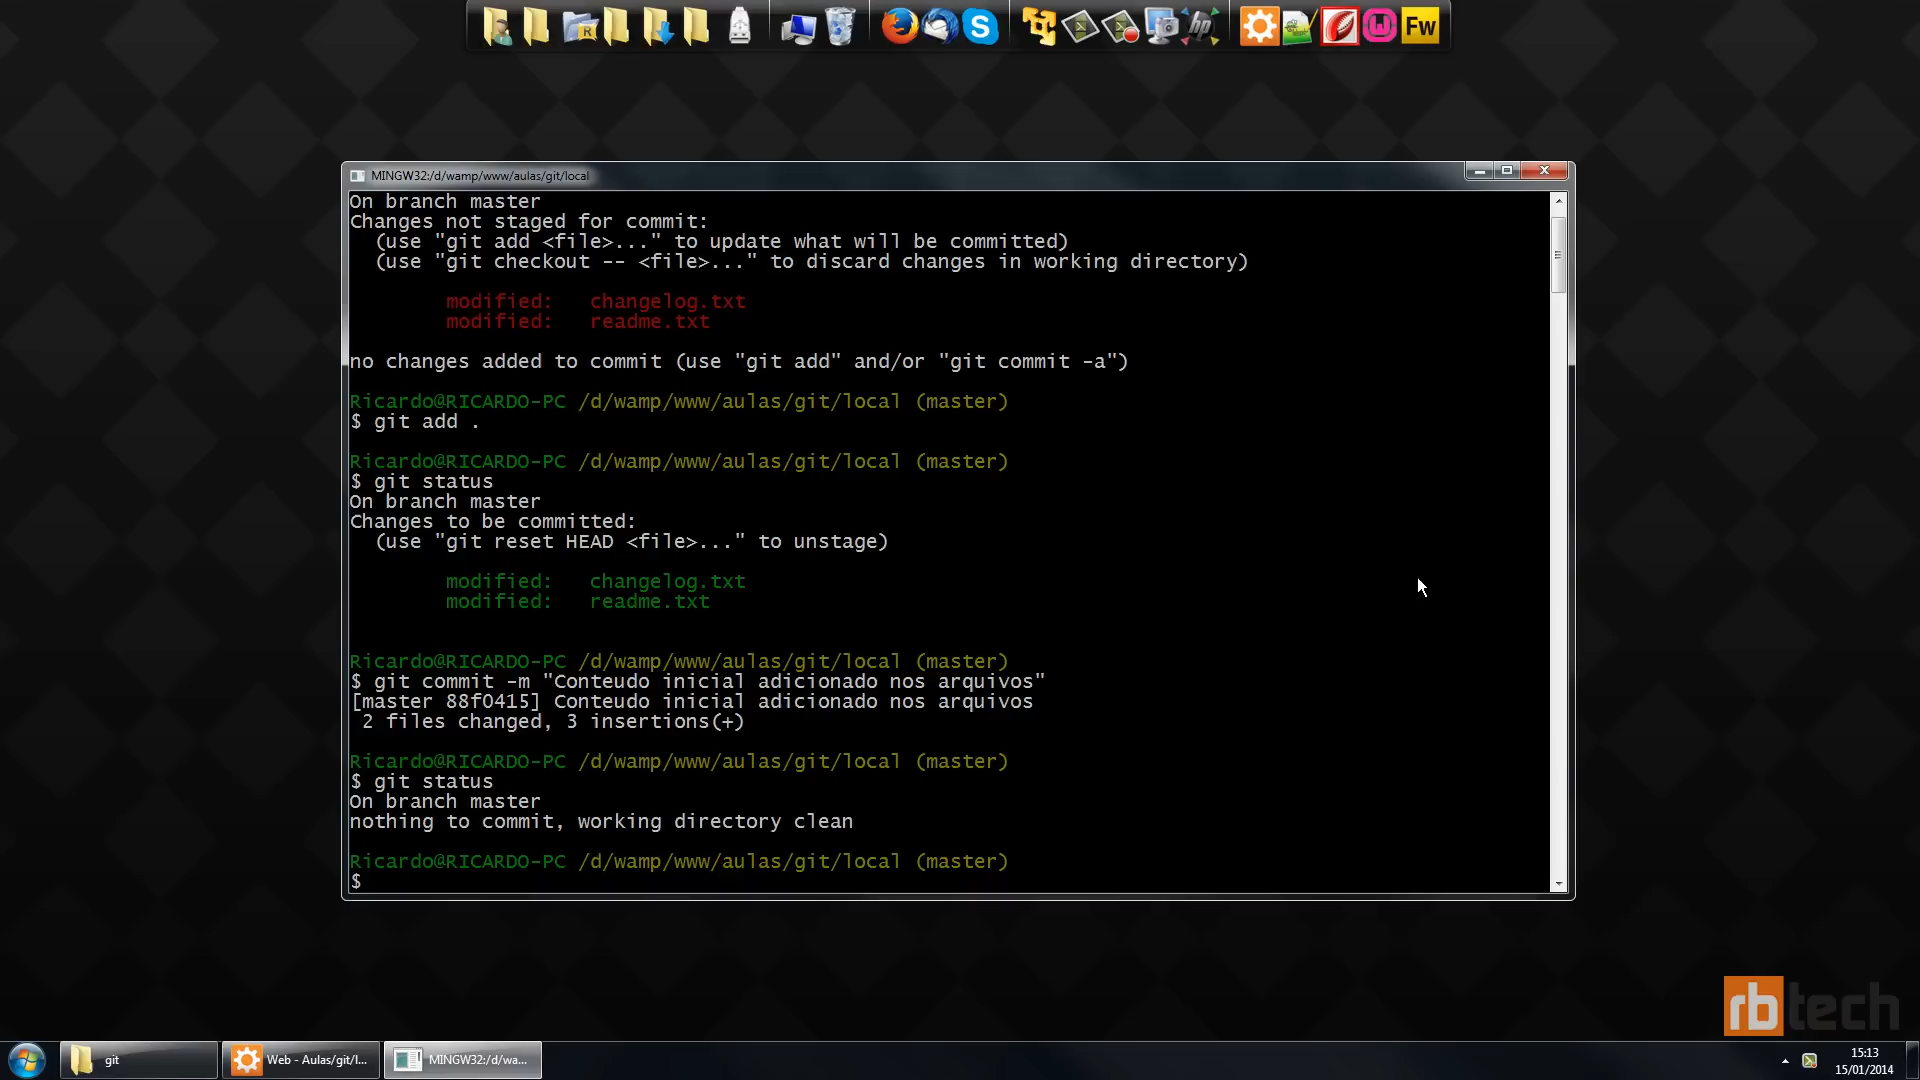 hp
Fw
MINGW32:/d/wamp/www/aulas/git/local
On branch master
Changes not staged for commit:
(use "git add <file>..." to update what will be committed)
(use "git checkout -- <file>..." to discard changes in working directory)
modified: changelog.txt
modified: readme.txt
no changes added to commit (use "git add" and/or "git commit -a")
Ricardo@RICARDO-PC /d/wamp/www/aulas/git/local (master)
$ git add .
Ricardo@RICARDO-PC /d/wamp/www/aulas/git/local (master)
$ git status
On branch master
Changes to be committed:
(use "git reset HEAD <file>..." to unstage)
modified: changelog.txt
modified: readme.txt
Ricardo@RICARDO-PC /d/wamp/www/aulas/git/local (master)
$ git commit -m "Conteudo inicial adicionado nos arquivos"
[master 88f0415] Conteudo inicial adicionado nos arquivos
2 files changed, 3 insertions(+)
Ricardo@RICARDO-PC /d/wamp/www/aulas/git/local (master)
$ git status
On branch master
nothing to commit, working directory clean
Ricardo@RICARDO-PC /d/wamp/www/aulas/git/local (master)
$
rbtech
git
Web - Aulas/git/l...
MINGW32:/d/wa...
15:13
15/01/2014